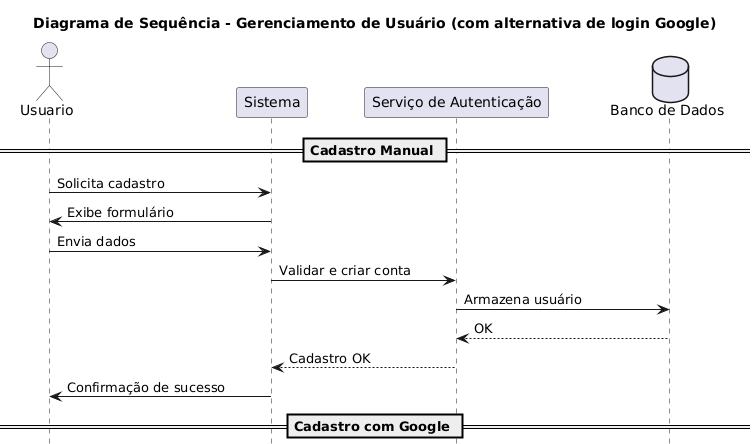 Diagrama de Sequência - Gerenciamento de Usuário (com alternativa de login Google)
Usuario
Sistema
Serviço de Autenticação
Banco de Dados
Cadastro Manual
Solicita cadastro
Exibe formulário
Envia dados
Validar e criar conta
Armazena usuário
OK
Cadastro OK
Confirmação de sucesso
Cadastro com Google